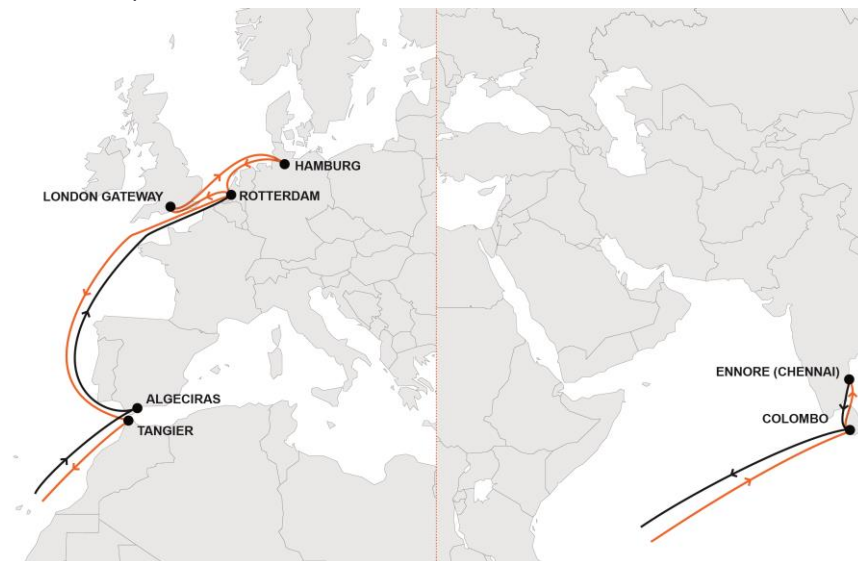 HAMBURG
LONDON GATEWAY
ROTTERDAM
ENNORE (CHENNAI)
ALGECIRAS
COLOMBO
TANGIER